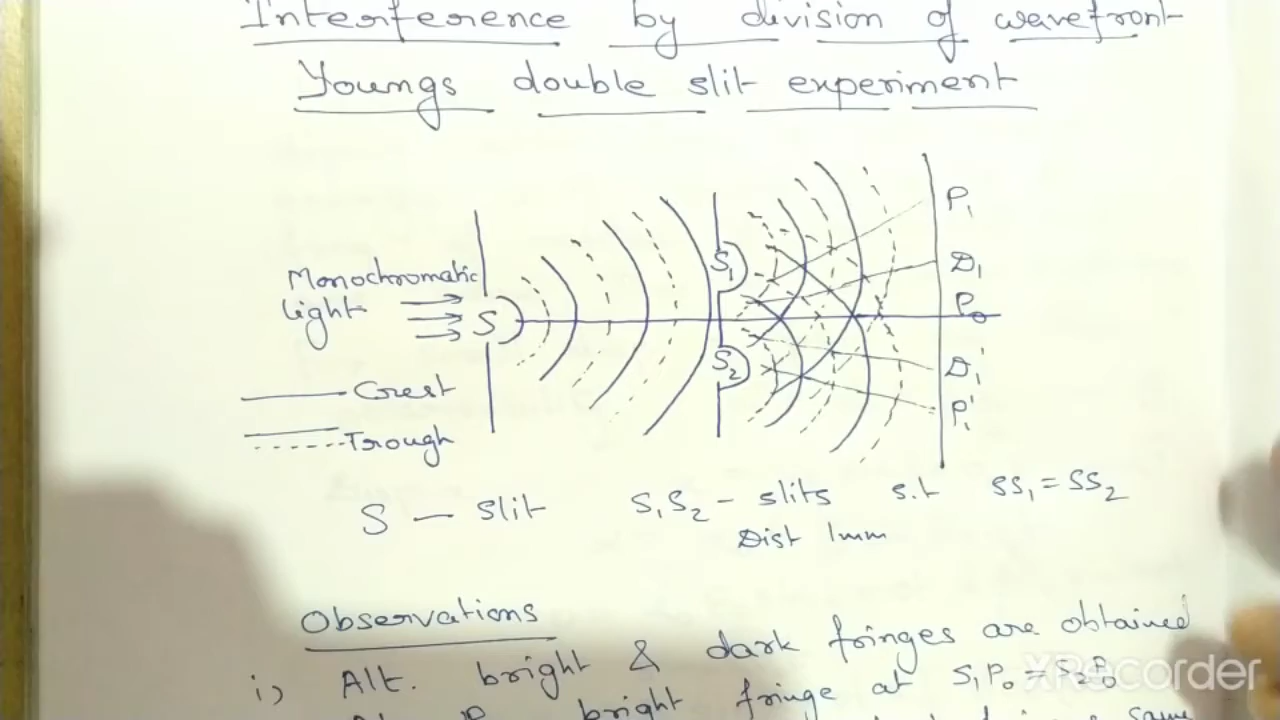 Interference by division of wavefront
Youngs double slit experiment
P₁
S₁
D₁
Monochromatic
light
S
P₀
S₂
D₁'
Crest
P₁'
Trough
S — slit S₁S₂ - slits s.t SS₁ = SS₂
Dist 1mm
Observations
i) Alt. bright & dark fringes are obtained
bright fringe at S₁P₀ = S₂P₀
same
XRecorder